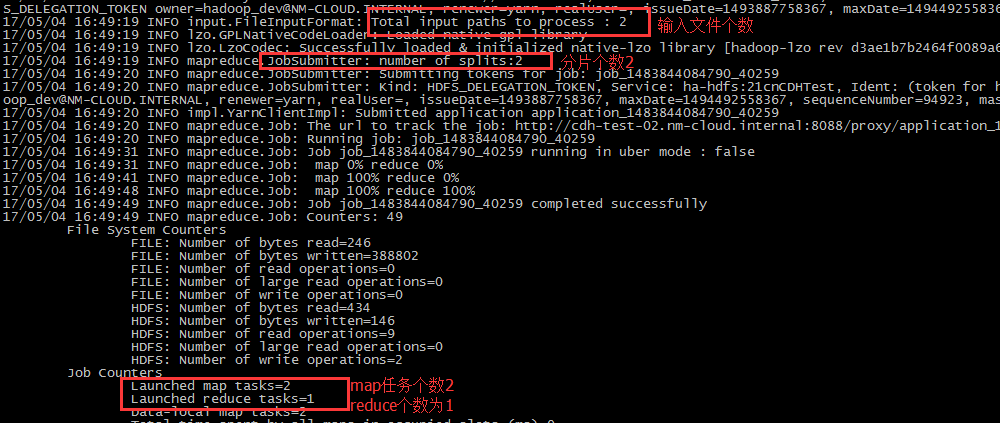 S_DELEGATION_TOKEN owner=hadoop_dev@NM-CLOUD.INTERNAL, renewer=yarn, realUser=, issueDate=1493887758367, maxDate=149449255836
17/05/04 16:49:19 INFO input.FileInputFormat: Total input paths to process : 2 输入文件个数
17/05/04 16:49:19 INFO lzo.GPLNativeCodeLoader: Loaded native gpl library
17/05/04 16:49:19 INFO lzo.LzoCodec: Successfully loaded & initialized native-lzo library [hadoop-lzo rev d3ae1b7b2464f0089a6
17/05/04 16:49:19 INFO mapreduce.JobSubmitter: number of splits:2 分片个数2
17/05/04 16:49:20 INFO mapreduce.JobSubmitter: Submitting tokens for job: job_1483844084790_40259
17/05/04 16:49:20 INFO mapreduce.JobSubmitter: Kind: HDFS_DELEGATION_TOKEN, Service: ha-hdfs:21cnCDHTest, Ident: (token for h
oop_dev@NM-CLOUD.INTERNAL, renewer=yarn, realUser=, issueDate=1493887758367, maxDate=1494492558367, sequenceNumber=94923, mas
17/05/04 16:49:20 INFO impl.YarnClientImpl: Submitted application application_1483844084790_40259
17/05/04 16:49:20 INFO mapreduce.Job: The url to track the job: http://cdh-test-02.nm-cloud.internal:8088/proxy/application_1
17/05/04 16:49:20 INFO mapreduce.Job: Running job: job_1483844084790_40259
17/05/04 16:49:31 INFO mapreduce.Job: Job job_1483844084790_40259 running in uber mode : false
17/05/04 16:49:31 INFO mapreduce.Job:  map 0% reduce 0%
17/05/04 16:49:41 INFO mapreduce.Job:  map 100% reduce 0%
17/05/04 16:49:48 INFO mapreduce.Job:  map 100% reduce 100%
17/05/04 16:49:49 INFO mapreduce.Job: Job job_1483844084790_40259 completed successfully
17/05/04 16:49:49 INFO mapreduce.Job: Counters: 49
File System Counters
FILE: Number of bytes read=246
FILE: Number of bytes written=388802
FILE: Number of read operations=0
FILE: Number of large read operations=0
FILE: Number of write operations=0
HDFS: Number of bytes read=434
HDFS: Number of bytes written=146
HDFS: Number of read operations=9
HDFS: Number of large read operations=0
HDFS: Number of write operations=2
Job Counters
Launched map tasks=2 map任务个数2
Launched reduce tasks=1 reduce个数为1
Data-local map tasks=2